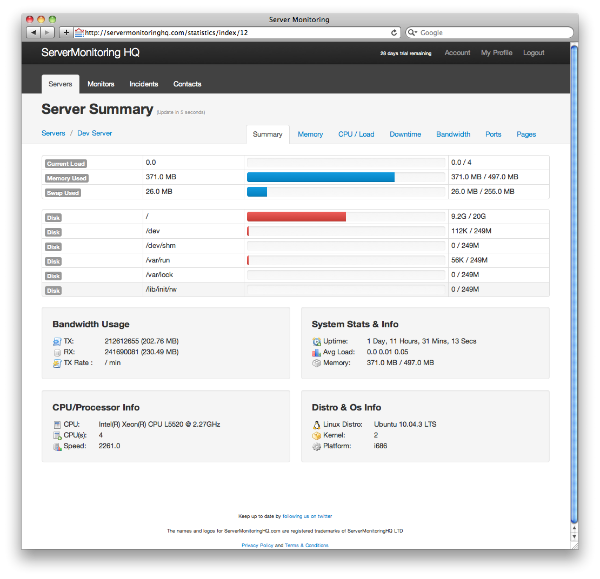 Server Monitoring
http://servermonitoringhq.com/statistics/index/12
Google
ServerMonitoring HQ
28 days trial remaining Account My Profile Logout
Servers Monitors Incidents Contacts
Server Summary (Update in 5 seconds)
Servers / Dev Server
Summary Memory CPU / Load Downtime Bandwidth Ports Pages
Current Load 0.0 0.0 / 4
Memory Used 371.0 MB 371.0 MB / 497.0 MB
Swap Used 26.0 MB 26.0 MB / 255.0 MB
Disk / 9.2G / 20G
Disk /dev 112K / 249M
Disk /dev/shm 0 / 249M
Disk /var/run 56K / 249M
Disk /var/lock 0 / 249M
Disk /lib/init/rw 0 / 249M
Bandwidth Usage
TX: 212612655 (202.76 MB)
RX: 241690081 (230.49 MB)
TX Rate : / min
System Stats & Info
Uptime: 1 Day, 11 Hours, 31 Mins, 13 Secs
Avg Load: 0.0 0.01 0.05
Memory: 371.0 MB / 497.0 MB
CPU/Processor Info
CPU: Intel(R) Xeon(R) CPU L5520 @ 2.27GHz
CPU(s): 4
Speed: 2261.0
Distro & Os Info
Linux Distro: Ubuntu 10.04.3 LTS
Kernel: 2
Platform: i686
Keep up to date by following us on twitter
The names and logos for ServerMonitoringHQ.com are registered trademarks of ServerMonitoringHQ LTD
Privacy Policy and Terms & Conditions